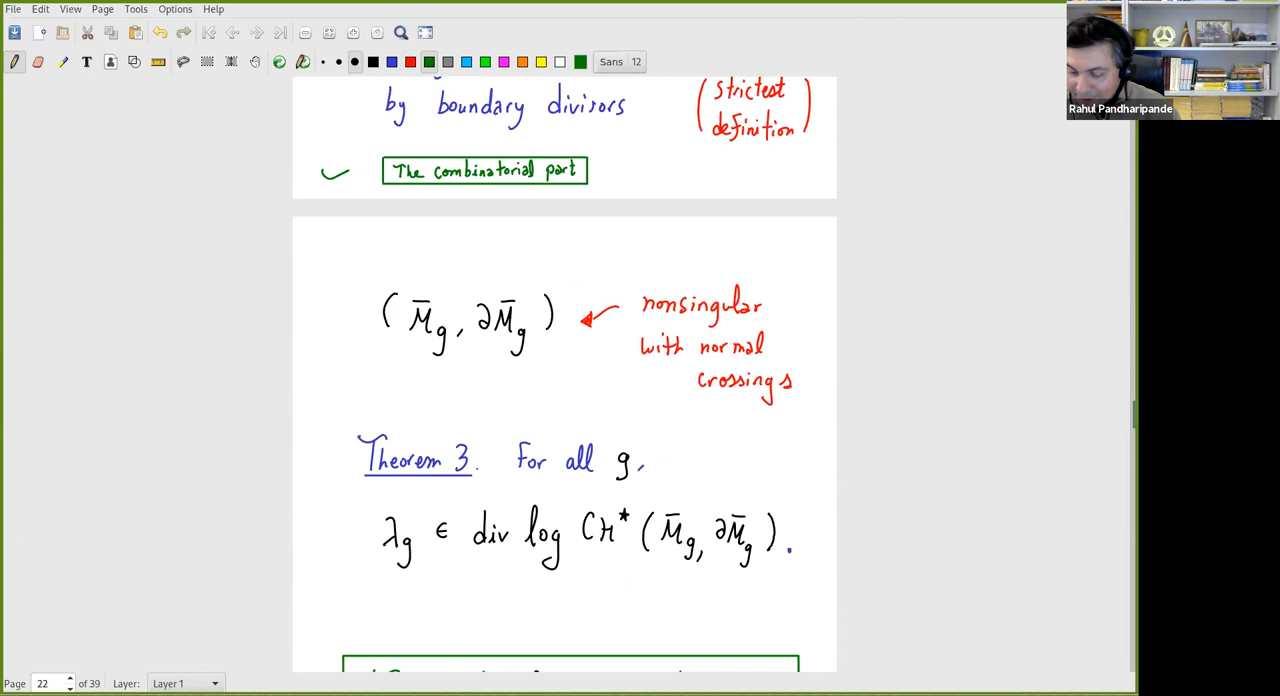 File Edit View Page Tools Options Help
Sans 12
by boundary divisors
(strictest definition)
✓ The combinatorial part
Rahul Pandharipande
(M̄g, ∂M̄g)
nonsingular
with normal
crossings
Theorem 3. For all g,
λg ∈ div log CH* (M̄g, ∂M̄g).
Page 22 of 39 Layer: Layer 1